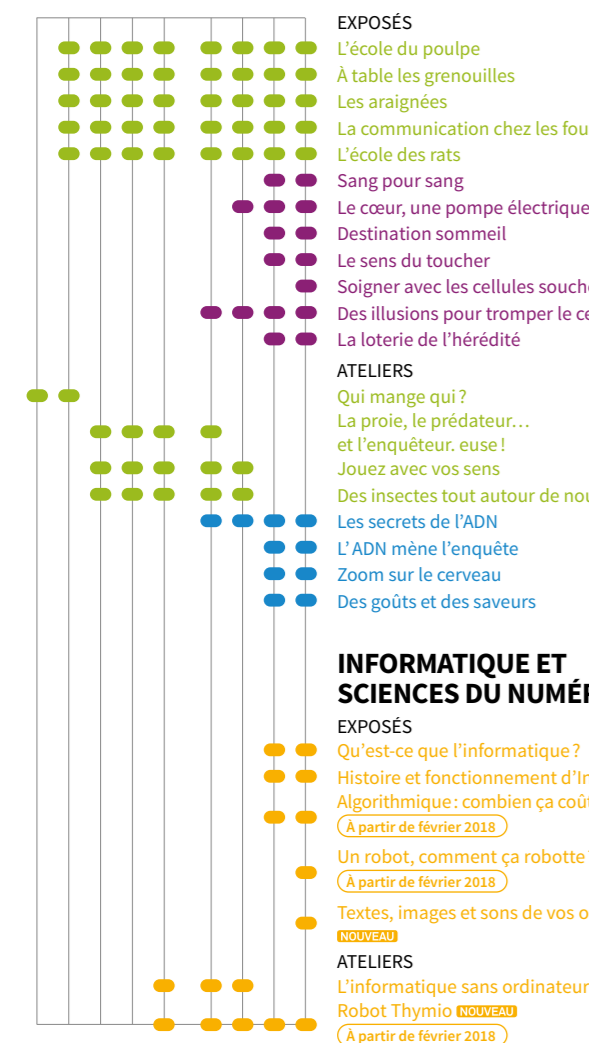 EXPOSÉS
L'école du poulpe
À table les grenouilles
Les araignées
La communication chez les
L'école des rats
Sang pour sang
Le cœur, une pompe électrique
Destination sommeil
Le sens du toucher
Soigner avec les cellules
Des illusions pour tromper le
La loterie de l'hérédité
ATELIERS
Qui mange qui ?
La proie, le prédateur…
et l'enquêteur. euse !
Jouez avec vos sens
Des insectes tout autour de
Les secrets de l'ADN
L'ADN mène l'enquête
Zoom sur le cerveau
Des goûts et des saveurs
INFORMATIQUE ET
SCIENCES DU
EXPOSÉS
Qu'est-ce que l'informatique ?
Histoire et fonctionnement
Algorithmique : combien ça
À partir de février 2018
Un robot, comment ça robotte
À partir de février 2018
Textes, images et sons de vos
NOUVEAU
ATELIERS
L'informatique sans ordinateur
Robot Thymio NOUVEAU
À partir de février 2018